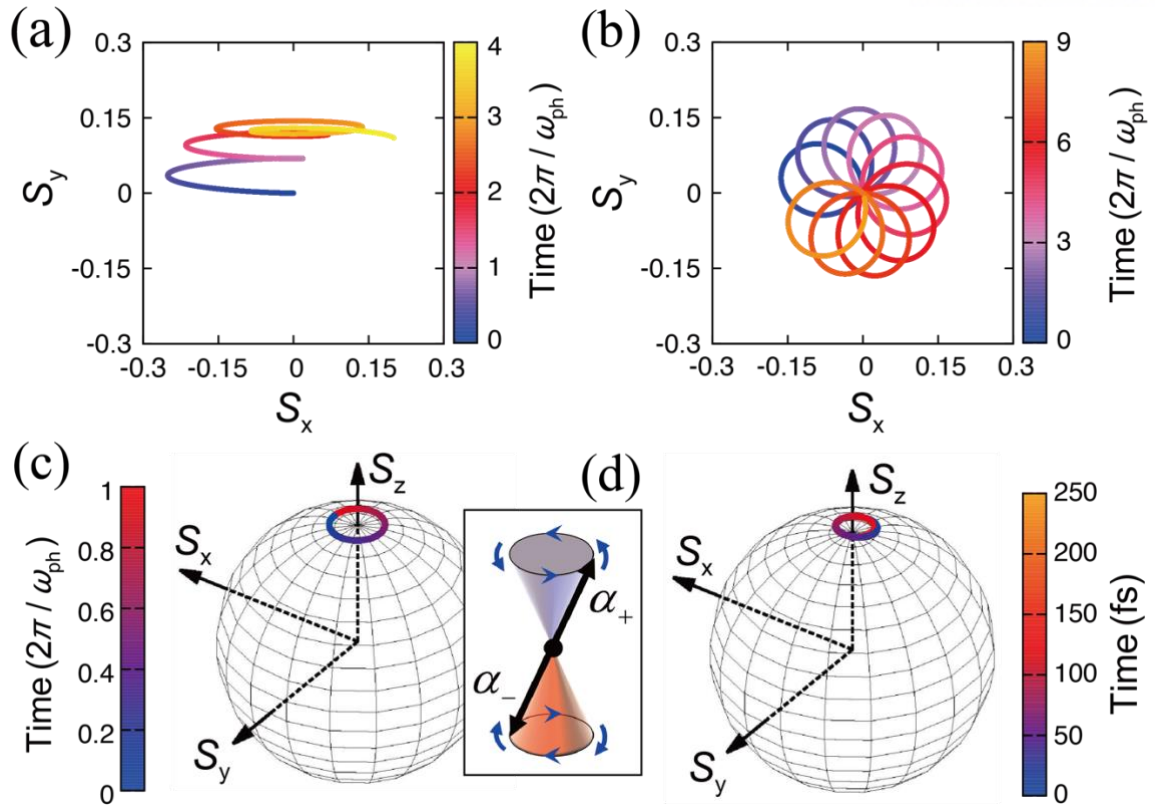 (a)
0.3
0.15
0
-0.15
-0.3
-0.3 -0.15 0 0.15 0.3
S_y
S_x
4
3
2
1
0
Time (2π / ω_ph)
(b)
0.3
0.15
0
-0.15
-0.3
-0.3 -0.15 0 0.15 0.3
S_y
S_x
9
6
3
0
Time (2π / ω_ph)
(c)
1
0.8
0.6
0.4
0.2
0
Time (2π / ω_ph)
S_z
S_x
S_y
α_+
α_-
(d)
S_z
S_x
S_y
250
200
150
100
50
0
Time (fs)